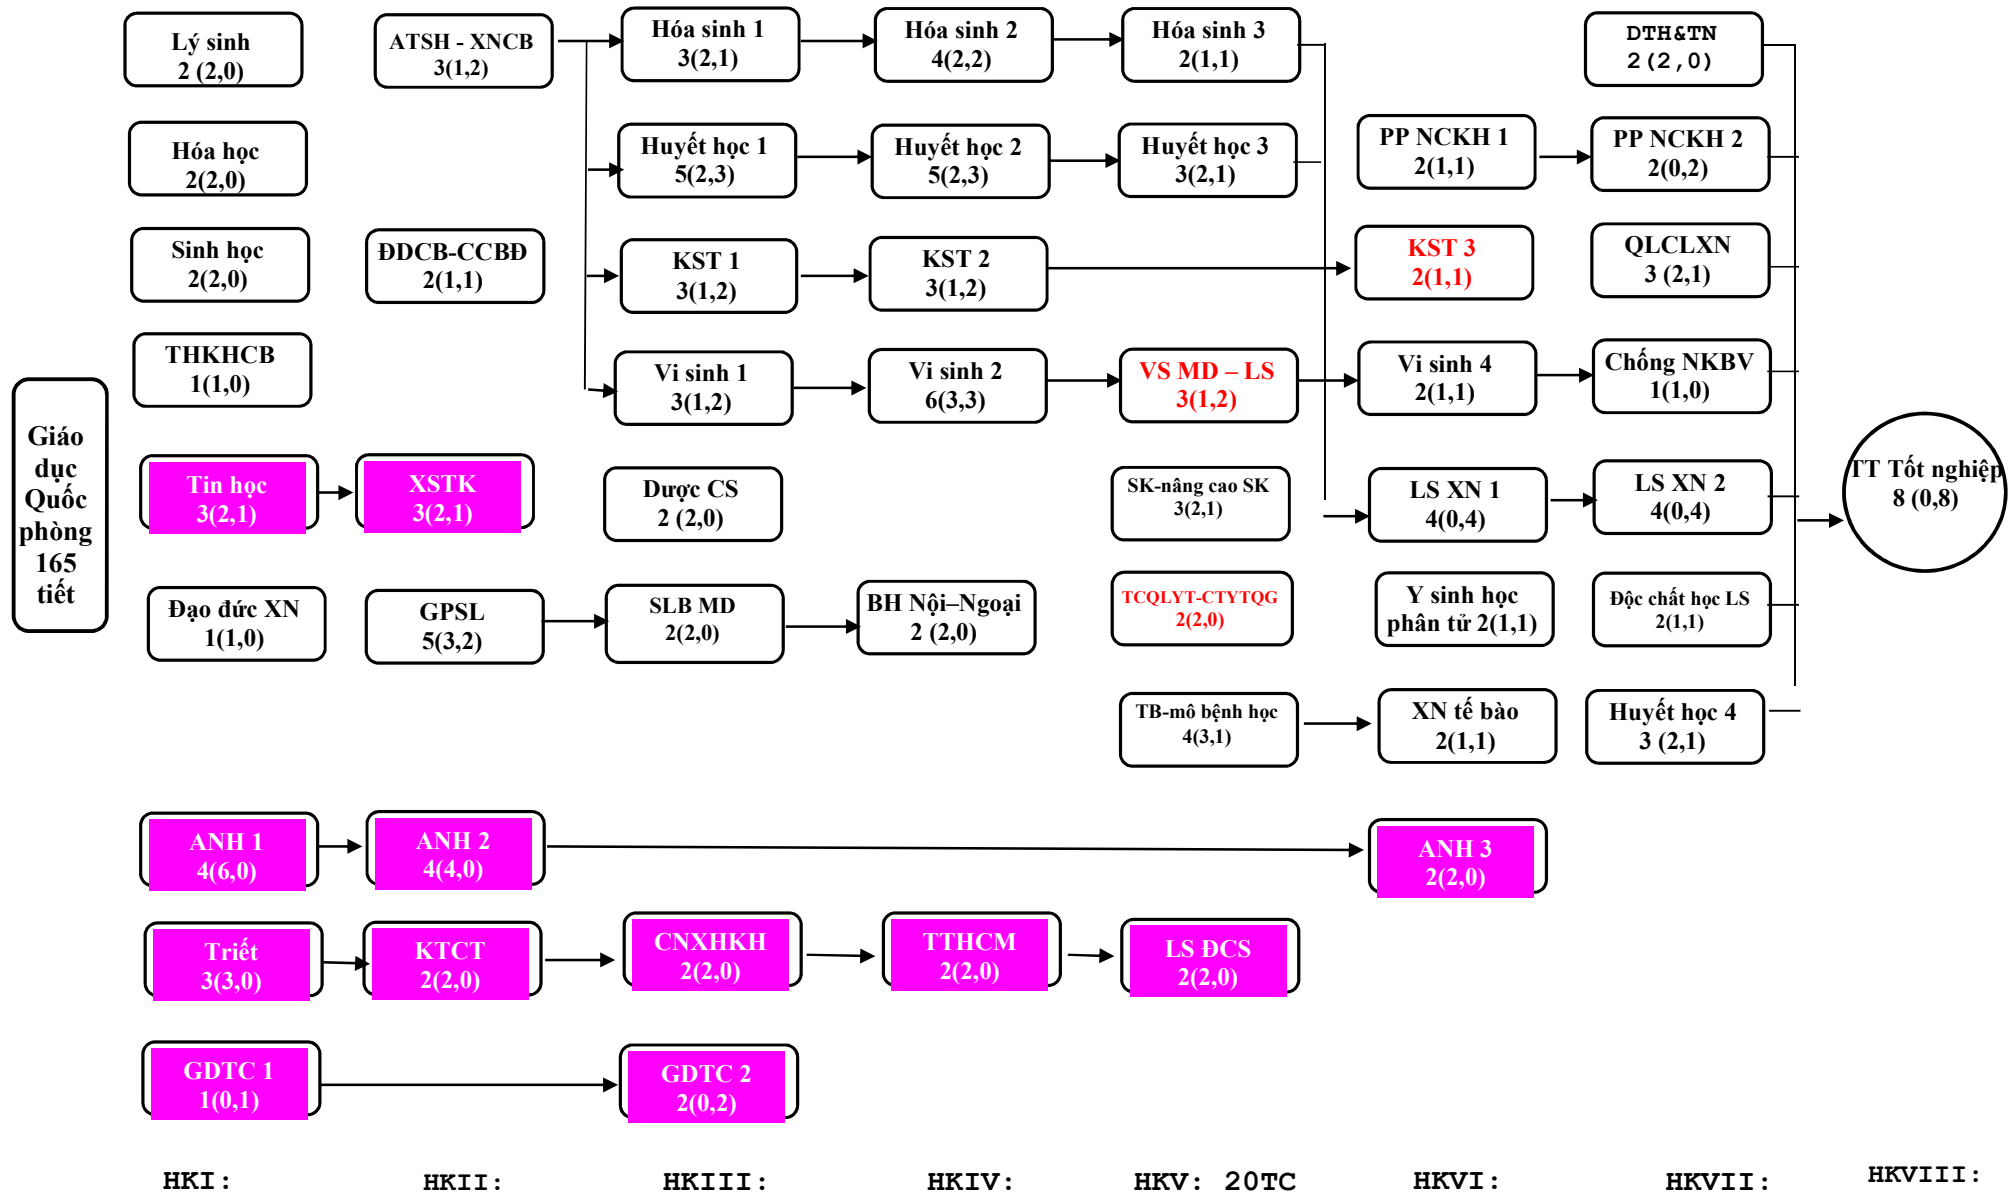 Giáo
dục
Quốc
phòng
165
tiết
Lý sinh
2 (2,0)
Hóa học
2(2,0)
Sinh học
2(2,0)
THKHCB
1(1,0)
Tin học
3(2,1)
Đạo đức XN
1(1,0)
ANH 1
4(6,0)
Triết
3(3,0)
GDTC 1
1(0,1)
HKI:
ATSH - XNCB
3(1,2)
ĐDCB-CCBĐ
2(1,1)
XSTK
3(2,1)
GPSL
5(3,2)
ANH 2
4(4,0)
KTCT
2(2,0)
HKII:
Hóa sinh 1
3(2,1)
Huyết học 1
5(2,3)
KST 1
3(1,2)
Vi sinh 1
3(1,2)
Dược CS
2 (2,0)
SLB MD
2(2,0)
CNXHKH
2(2,0)
GDTC 2
2(0,2)
HKIII:
Hóa sinh 2
4(2,2)
Huyết học 2
5(2,3)
KST 2
3(1,2)
Vi sinh 2
6(3,3)
BH Nội–Ngoại
2 (2,0)
TTHCM
2(2,0)
HKIV:
Hóa sinh 3
2(1,1)
Huyết học 3
3(2,1)
VS MD – LS
3(1,2)
SK-nâng cao SK
3(2,1)
TCQLYT-CTYTQG
2(2,0)
TB-mô bệnh học
4(3,1)
LS ĐCS
2(2,0)
HKV: 20TC
PP NCKH 1
2(1,1)
KST 3
2(1,1)
Vi sinh 4
2(1,1)
LS XN 1
4(0,4)
Y sinh học
phân tử 2(1,1)
XN tế bào
2(1,1)
ANH 3
2(2,0)
HKVI:
DTH&TN
2(2,0)
PP NCKH 2
2(0,2)
QLCLXN
3 (2,1)
Chống NKBV
1(1,0)
LS XN 2
4(0,4)
Độc chất học LS
2(1,1)
Huyết học 4
3 (2,1)
HKVII:
TT Tốt nghiệp
8 (0,8)
HKVIII: